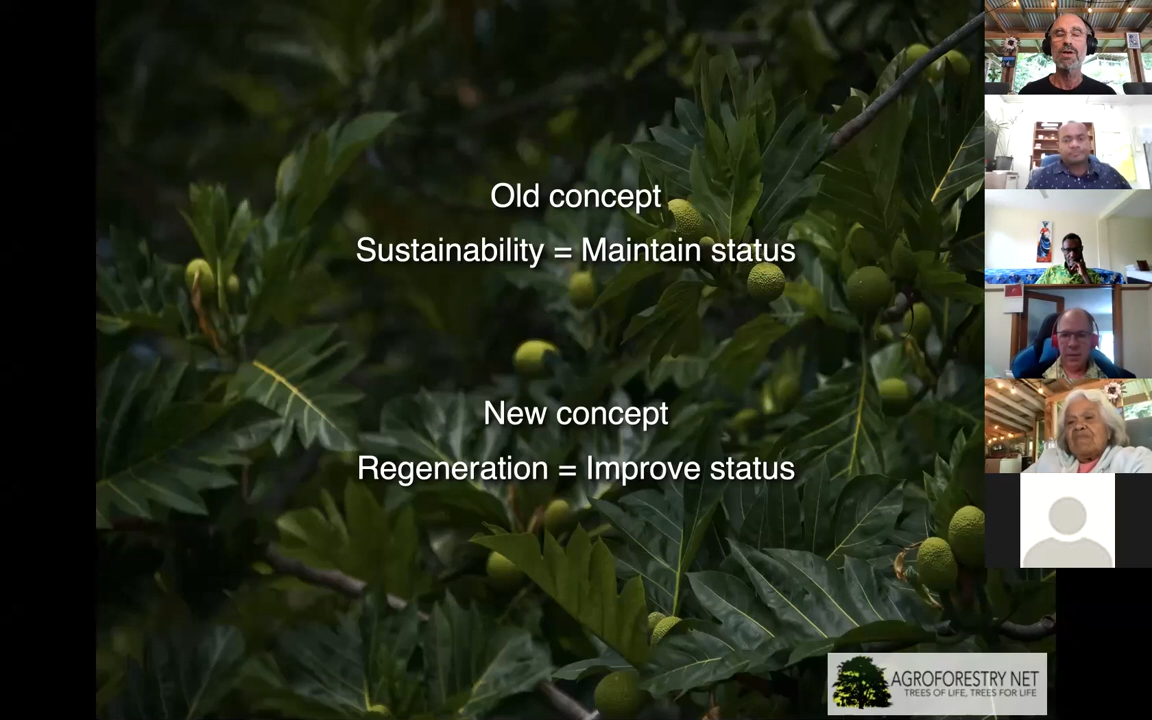 Old concept
Sustainability = Maintain status
New concept
Regeneration = Improve status
AGROFORESTRY NET
TREES OF LIFE, TREES FOR LIFE